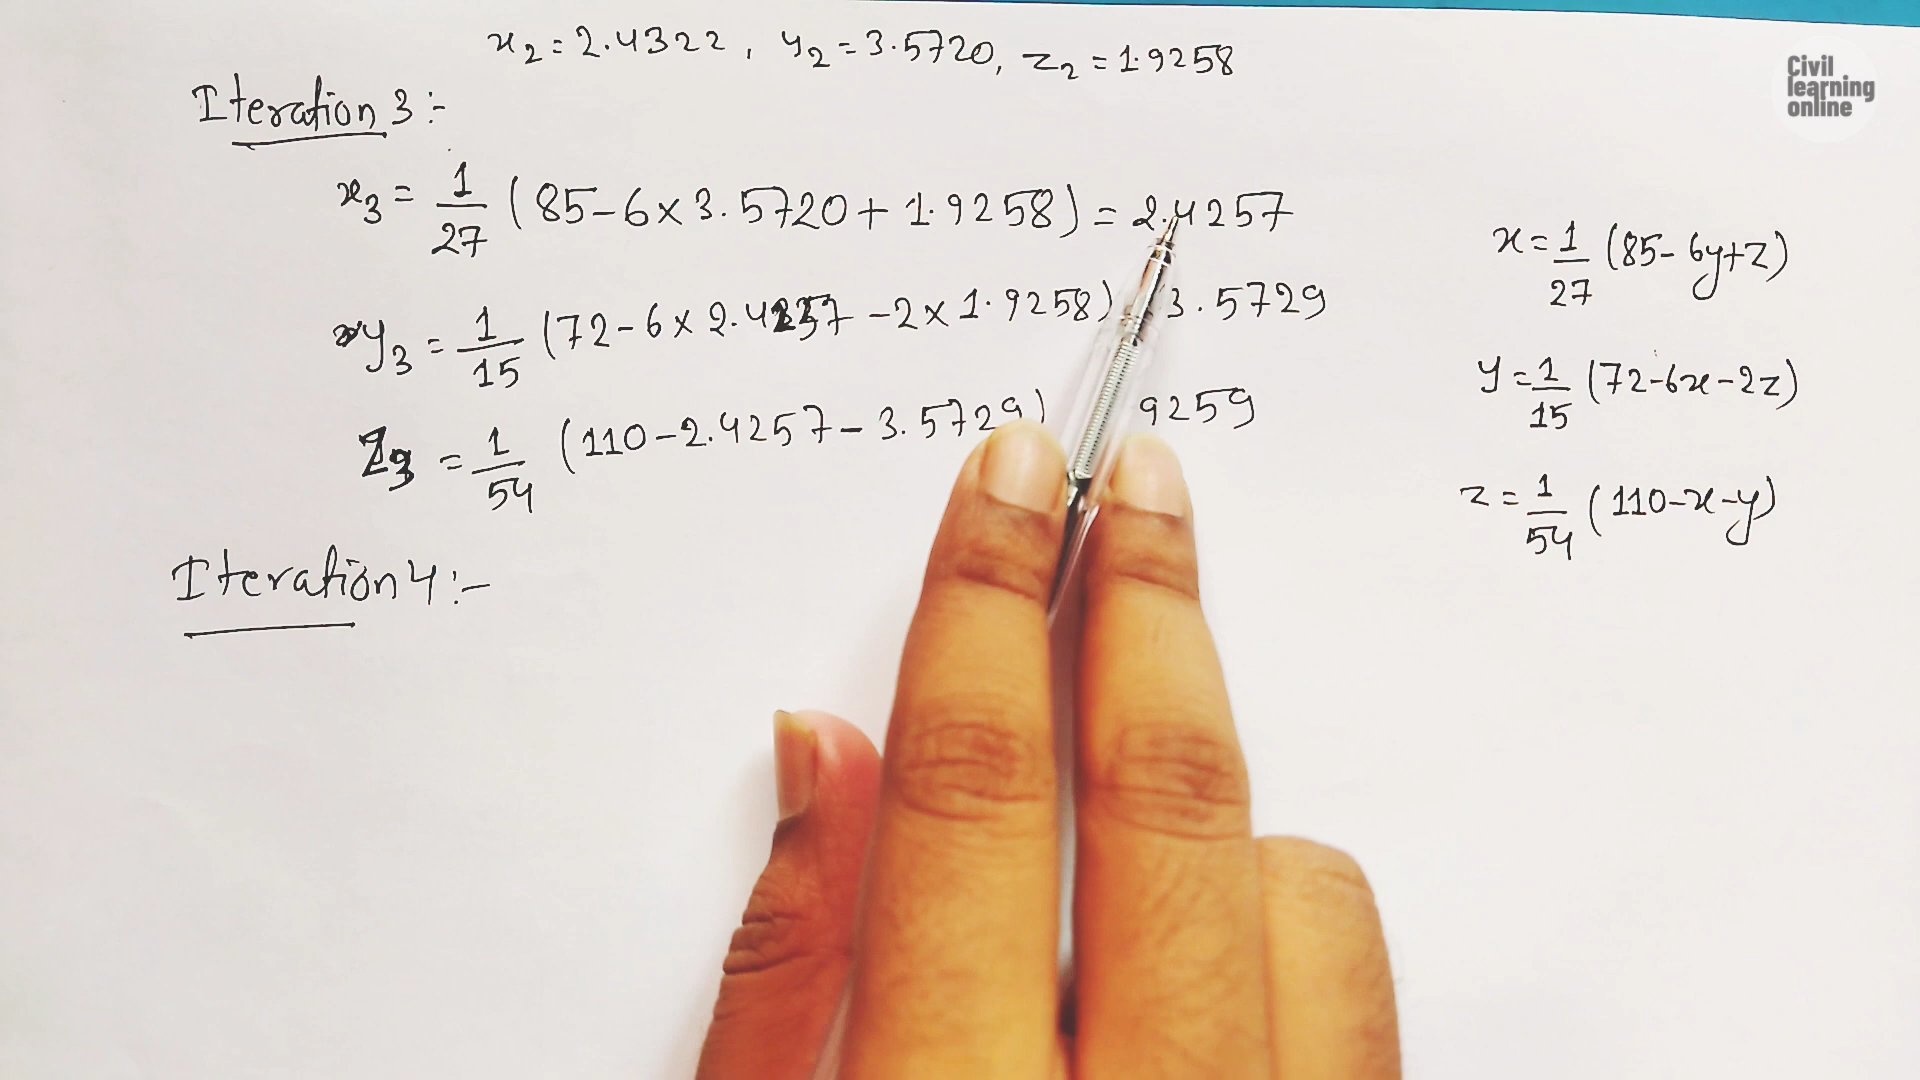 x₂ = 2.4322, y₂ = 3.5720, z₂ = 1.9258
Iteration 3 :-
x₃ = 1/27 (85 - 6 × 3.5720 + 1.9258) = 2.4257
y₃ = 1/15 (72 - 6 × 2.4257 - 2 × 1.9258) 3.5729
z₃ = 1/54 (110 - 2.4257 - 3.5729) 9259
Iteration 4 :-
x = 1/27 (85 - 6y + z)
y = 1/15 (72 - 6x - 2z)
z = 1/54 (110 - x - y)
Civil
learning
online